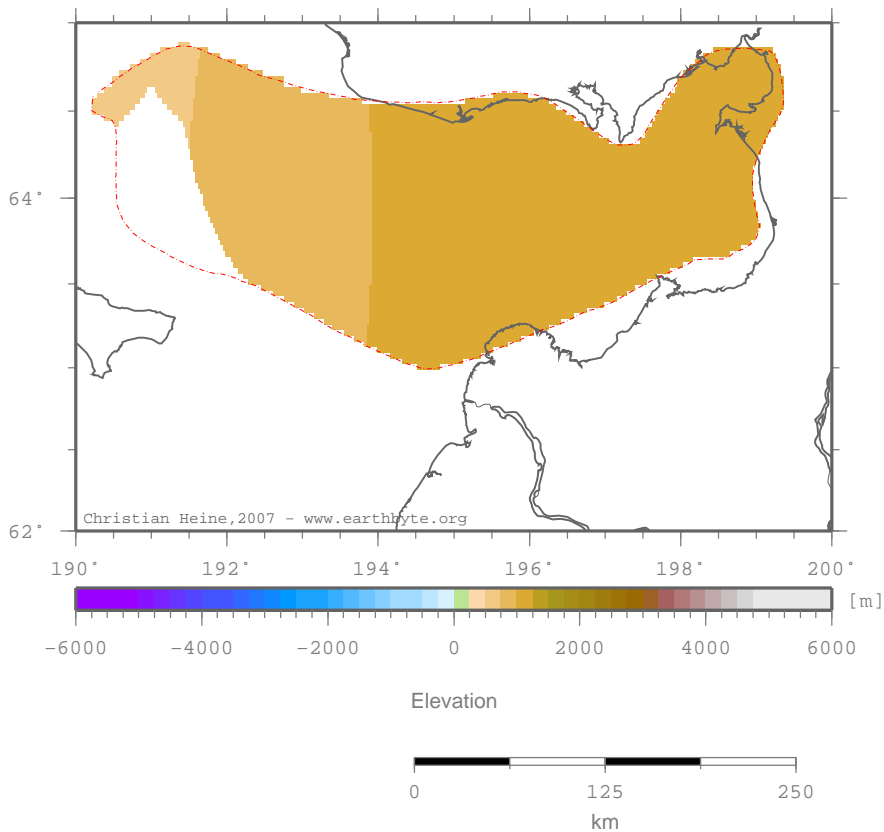 64°
62°
Christian Heine,2007 - www.earthbyte.org
190° 192° 194° 196° 198° 200°
[m]
-6000 -4000 -2000 0 2000 4000 6000
Elevation
0 125 250
km